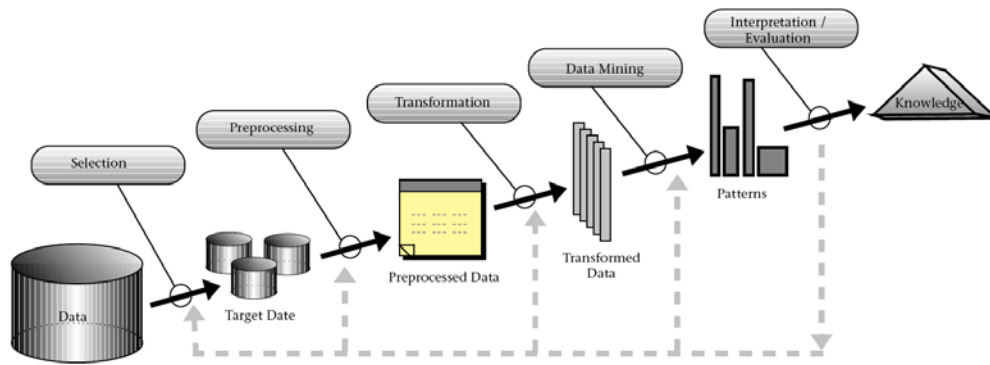 Interpretation /
Evaluation
Data Mining
Transformation
Preprocessing
Selection
Knowledge
Patterns
Transformed
Data
Preprocessed Data
Target Date
Data